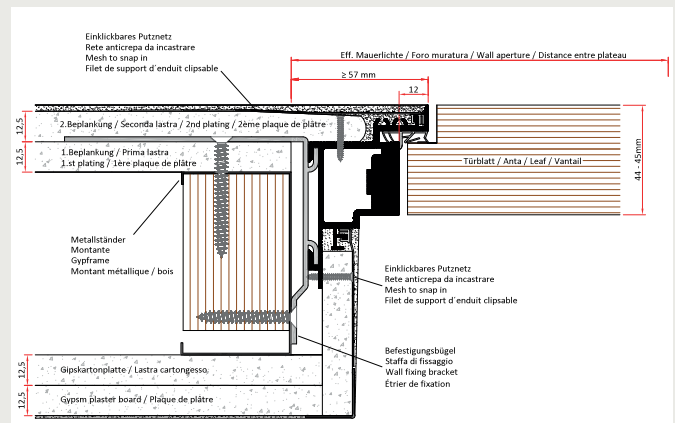 Einklickbares Putznetz
Rete anticrepa da incastrare
Mesh to snap in
Filet de support d´enduit clipsable
Eff. Mauerlichte / Foro muratura / Wall aperture / Distance entre plateau
≥ 57 mm
12
12,5
2.Beplankung / Seconda lastra / 2nd plating / 2ème plaque de plâtre
12,5
1.Beplankung / Prima lastra
1.st plating / 1ère plaque de plâtre
Türblatt / Anta / Leaf / Vantail
44 - 45mm
Metallständer
Montante
Gypframe
Montant métallique / bois
Einklickbares Putznetz
Rete anticrepa da incastrare
Mesh to snap in
Filet de support d´enduit clipsable
Befestigungsbügel
Staffa di fissaggio
Wall fixing bracket
Étrier de fixation
12,5
Gipskartonplatte / Lastra cartongesso
12,5
Gypsm plaster board / Plaque de plâtre